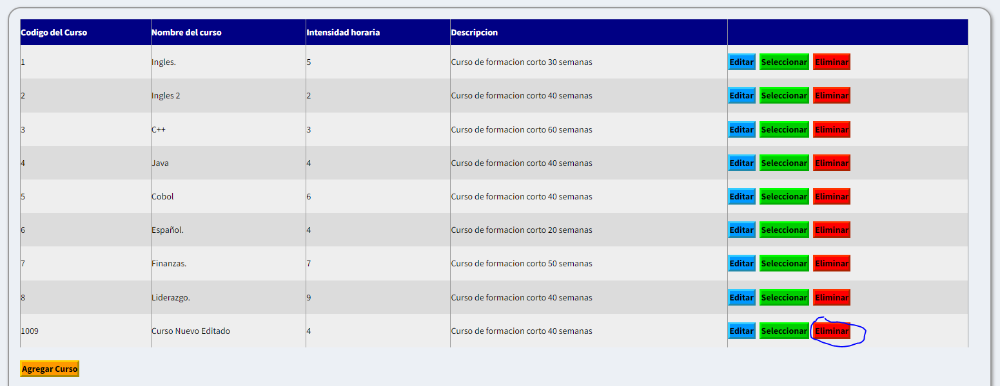 Codigo del Curso Nombre del curso Intensidad horaria Descripcion
1 Ingles. 5 Curso de formacion corto 30 semanas Editar Seleccionar Eliminar
2 Ingles 2 2 Curso de formacion corto 40 semanas Editar Seleccionar Eliminar
3 C++ 3 Curso de formacion corto 60 semanas Editar Seleccionar Eliminar
4 Java 4 Curso de formacion corto 40 semanas Editar Seleccionar Eliminar
5 Cobol 6 Curso de formacion corto 40 semanas Editar Seleccionar Eliminar
6 Español. 4 Curso de formacion corto 20 semanas Editar Seleccionar Eliminar
7 Finanzas. 7 Curso de formacion corto 50 semanas Editar Seleccionar Eliminar
8 Liderazgo. 9 Curso de formacion corto 40 semanas Editar Seleccionar Eliminar
1009 Curso Nuevo Editado 4 Curso de formacion corto 40 semanas Editar Seleccionar Eliminar
Agregar Curso